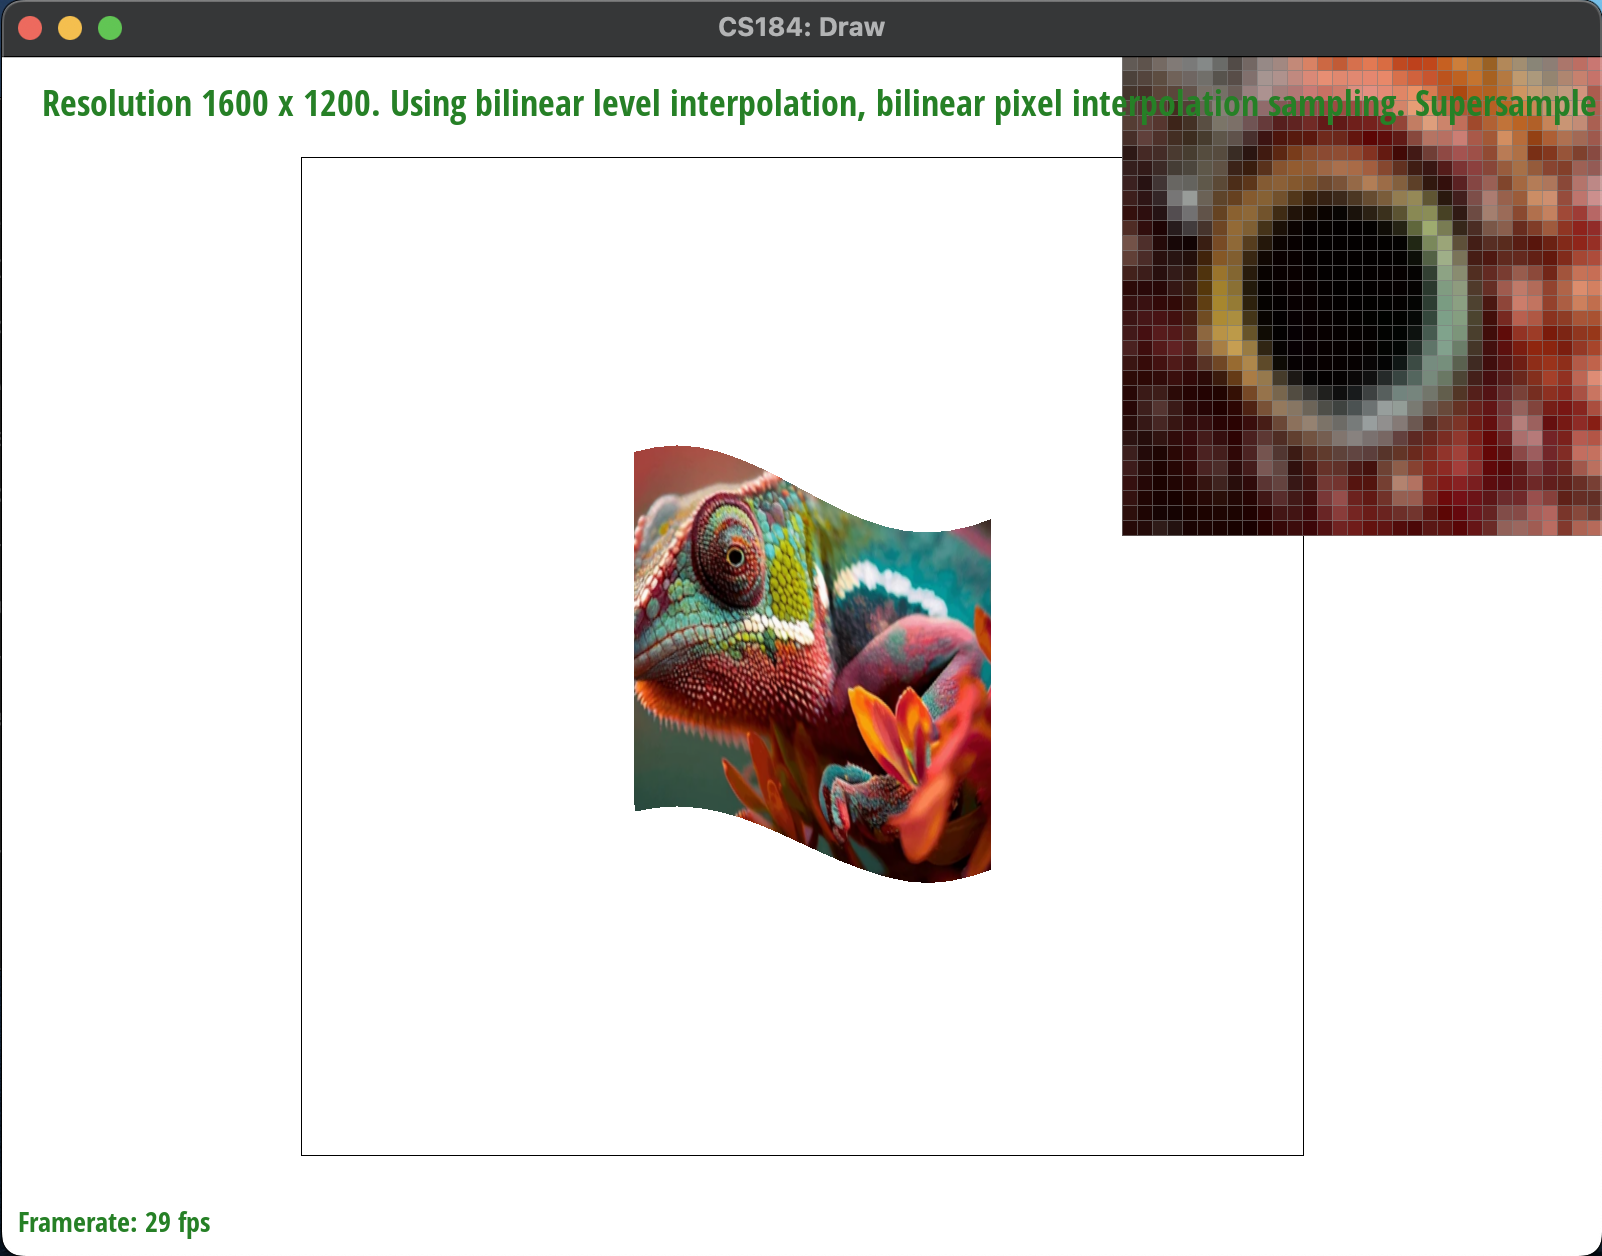 CS184: Draw
Resolution 1600 x 1200. Using bilinear level interpolation, bilinear pixel interpolation sampling. Supersample
Framerate: 29 fps